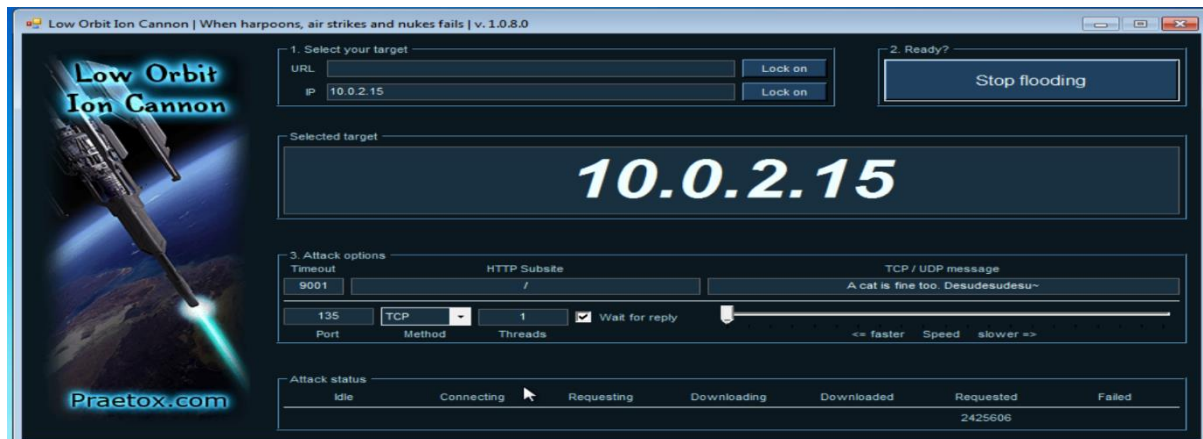 Low Orbit Ion Cannon | When harpoons, air strikes and nukes fails | v. 1.0.8.0
Low Orbit
Ion Cannon
Praetox.com
1. Select your target
URL Lock on
IP 10.0.2.15 Lock on
2. Ready?
Stop flooding
Selected target
10.0.2.15
3. Attack options
Timeout HTTP Subsite TCP / UDP message
9001 / A cat is fine too. Desudesudesu~
135 TCP 1 Wait for reply
Port Method Threads <= faster Speed slower =>
Attack status
Idle Connecting Requesting Downloading Downloaded Requested Failed
2425606